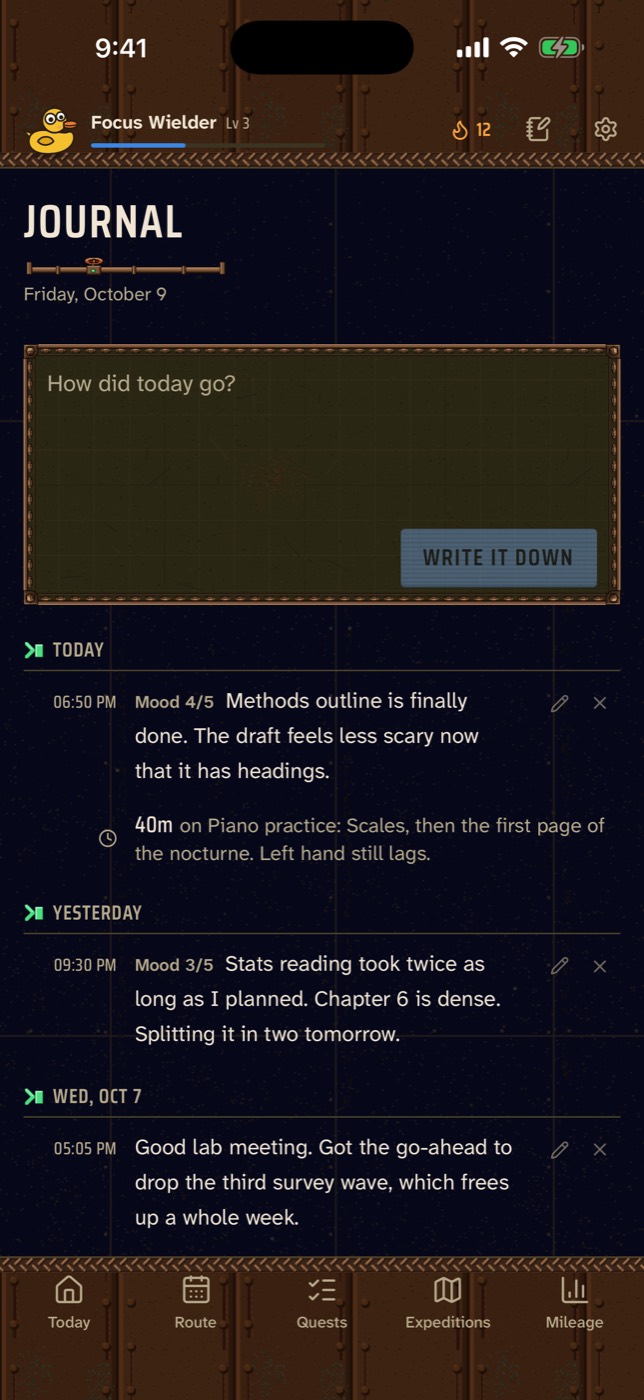 9:41
Focus Wielder Lv 3
12
JOURNAL
Friday, October 9
How did today go?
WRITE IT DOWN
TODAY
06:50 PM Mood 4/5 Methods outline is finally
done. The draft feels less scary now
that it has headings.
40m on Piano practice: Scales, then the first page of
the nocturne. Left hand still lags.
YESTERDAY
09:30 PM Mood 3/5 Stats reading took twice as
long as I planned. Chapter 6 is dense.
Splitting it in two tomorrow.
WED, OCT 7
05:05 PM Good lab meeting. Got the go-ahead to
drop the third survey wave, which frees
up a whole week.
Today Route Quests Expeditions Mileage